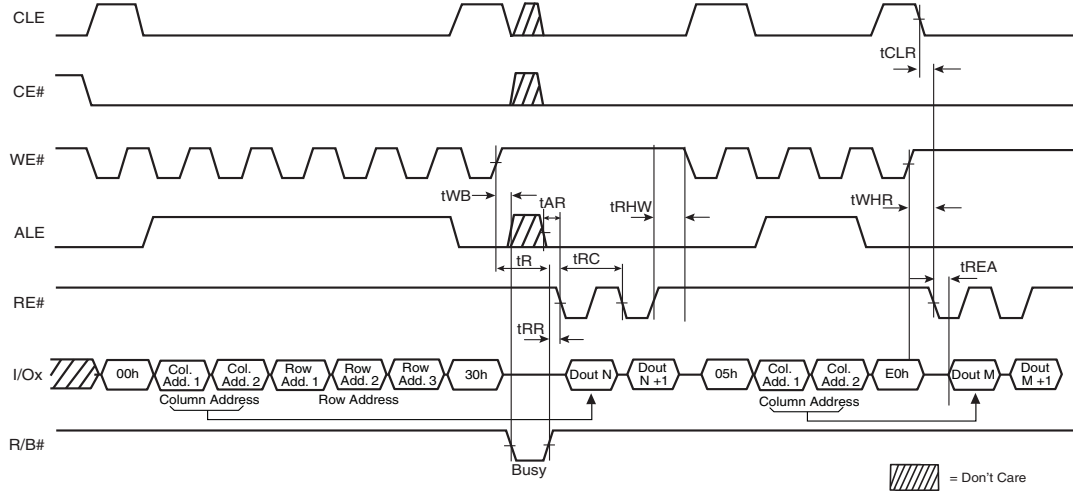 CLE
tCLR
CE#
WE#
tWB
tAR
tRHW
tWHR
ALE
tR
tRC
tREA
RE#
tRR
I/Ox
00h
Col. Add. 1
Col. Add. 2
Row Add. 1
Row Add. 2
Row Add. 3
30h
Dout N
Dout N +1
05h
Col. Add. 1
Col. Add. 2
E0h
Dout M
Dout M +1
Column Address
Row Address
Column Address
R/B#
Busy
= Don't Care